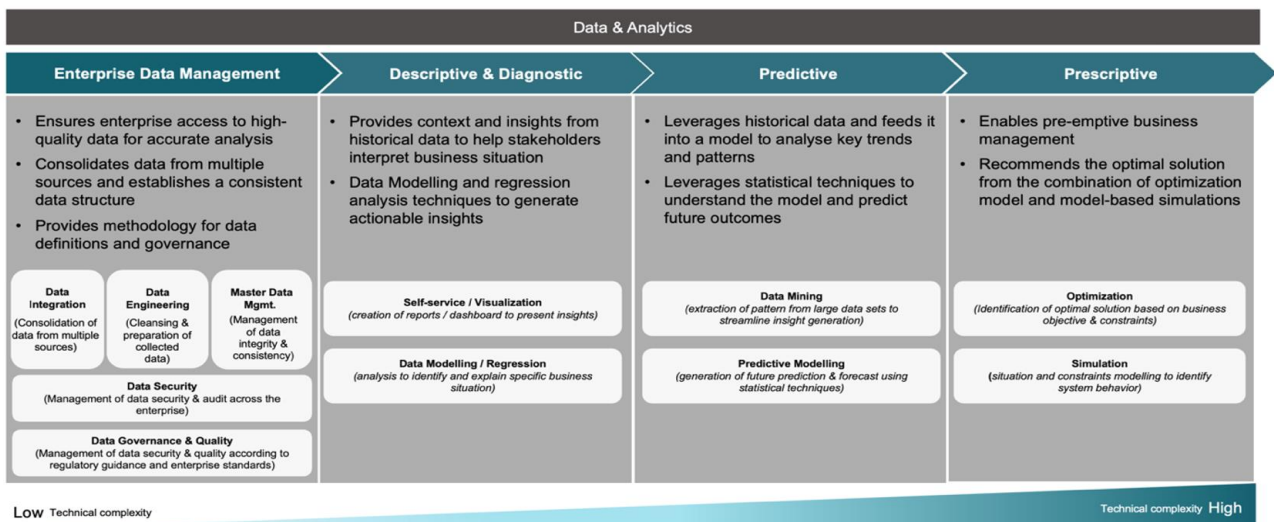 Data & Analytics
Enterprise Data Management
Descriptive & Diagnostic
Predictive
Prescriptive
• Ensures enterprise access to high-
quality data for accurate analysis
• Consolidates data from multiple
sources and establishes a consistent
data structure
• Provides methodology for data
definitions and governance
Data
Integration
(Consolidation of
data from multiple
sources)
Data
Engineering
(Cleansing &
preparation of
collected
data)
Master Data
Mgmt.
(Management
of data
integrity &
consistency)
Data Security
(Management of data security & audit across the
enterprise)
Data Governance & Quality
(Management of data security & quality according to
regulatory guidance and enterprise standards)
• Provides context and insights from
historical data to help stakeholders
interpret business situation
• Data Modelling and regression
analysis techniques to generate
actionable insights
Self-service / Visualization
(creation of reports / dashboard to present insights)
Data Modelling / Regression
(analysis to identify and explain specific business
situation)
• Leverages historical data and feeds it
into a model to analyse key trends
and patterns
• Leverages statistical techniques to
understand the model and predict
future outcomes
Data Mining
(extraction of pattern from large data sets to
streamline insight generation)
Predictive Modelling
(generation of future prediction & forecast using
statistical techniques)
• Enables pre-emptive business
management
• Recommends the optimal solution
from the combination of optimization
model and model-based simulations
Optimization
(Identification of optimal solution based on business
objective & constraints)
Simulation
(situation and constraints modelling to identify
system behavior)
Low Technical complexity
Technical complexity High